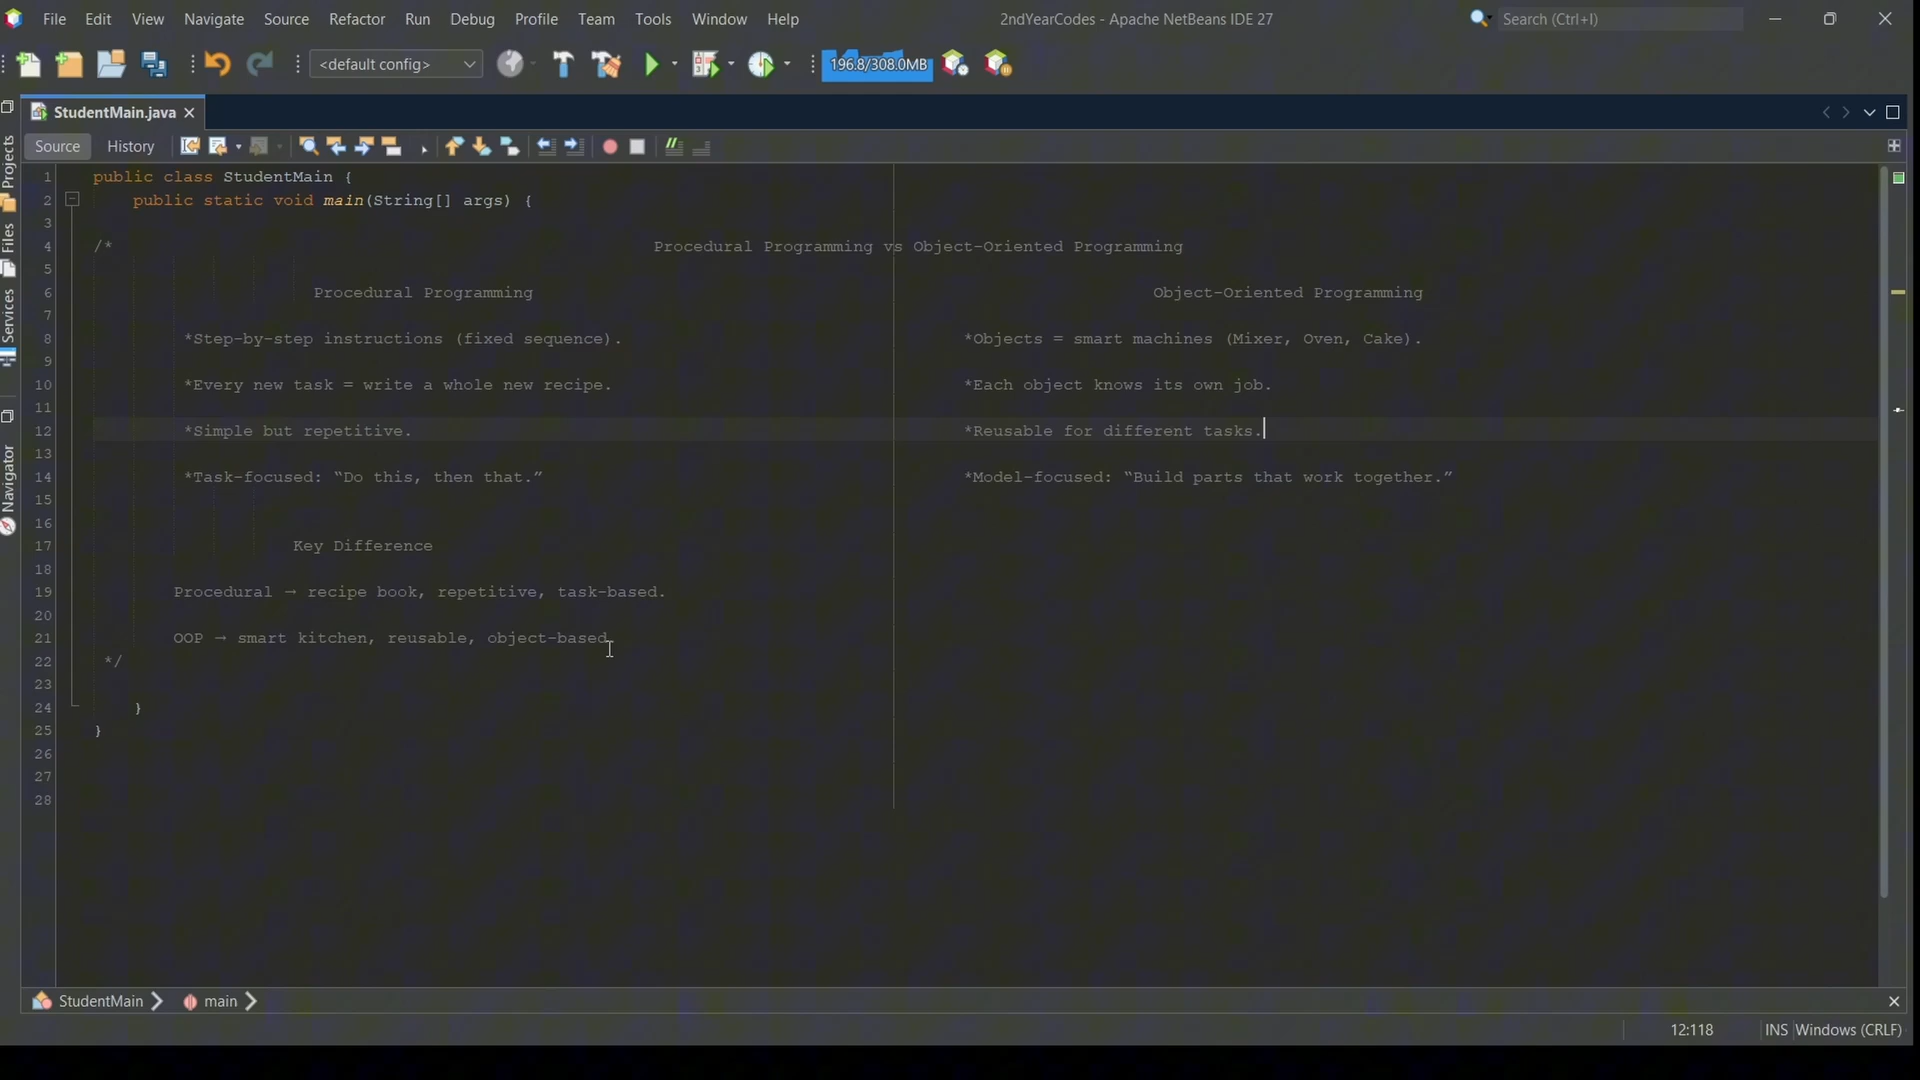 File Edit View Navigate Source Refactor Run Debug Profile Team Tools Window Help
2ndYearCodes - Apache NetBeans IDE 27
Search (Ctrl+I)
<default config>
196.8/308.0MB
StudentMain.java
Source History
Projects
Files
Services
Navigator
1 public class StudentMain {
2 public static void main(String[] args) {
3
4 /* Procedural Programming vs Object-Oriented Programming
5
6 Procedural Programming Object-Oriented Programming
7
8 *Step-by-step instructions (fixed sequence). *Objects = smart machines (Mixer, Oven, Cake).
9
10 *Every new task = write a whole new recipe. *Each object knows its own job.
11
12 *Simple but repetitive. *Reusable for different tasks.
13
14 *Task-focused: “Do this, then that.” *Model-focused: “Build parts that work together.”
15
16
17 Key Difference
18
19 Procedural → recipe book, repetitive, task-based.
20
21 OOP → smart kitchen, reusable, object-based.
22 */
23
24 }
25 }
26
27
28
StudentMain main
12:118 INS Windows (CRLF)